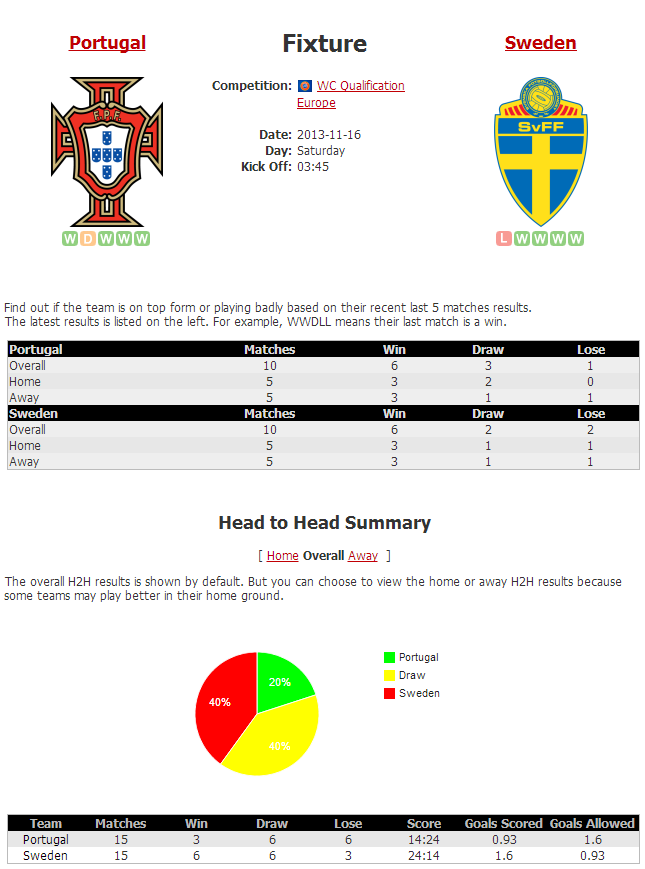 Portugal
Fixture
Sweden
Competition: WC Qualification
Europe
Date: 2013-11-16
Day: Saturday
Kick Off: 03:45
F.P.F.
SvFF
W D W W W
L W W W W
Find out if the team is on top form or playing badly based on their recent last 5 matches results.
The latest results is listed on the left. For example, WWDLL means their last match is a win.
Portugal Matches Win Draw Lose
Overall 10 6 3 1
Home 5 3 2 0
Away 5 3 1 1
Sweden Matches Win Draw Lose
Overall 10 6 2 2
Home 5 3 1 1
Away 5 3 1 1
Head to Head Summary
[ Home Overall Away ]
The overall H2H results is shown by default. But you can choose to view the home or away H2H results because
some teams may play better in their home ground.
Portugal
Draw
Sweden
20%
40%
40%
Team Matches Win Draw Lose Score Goals Scored Goals Allowed
Portugal 15 3 6 6 14:24 0.93 1.6
Sweden 15 6 6 3 24:14 1.6 0.93